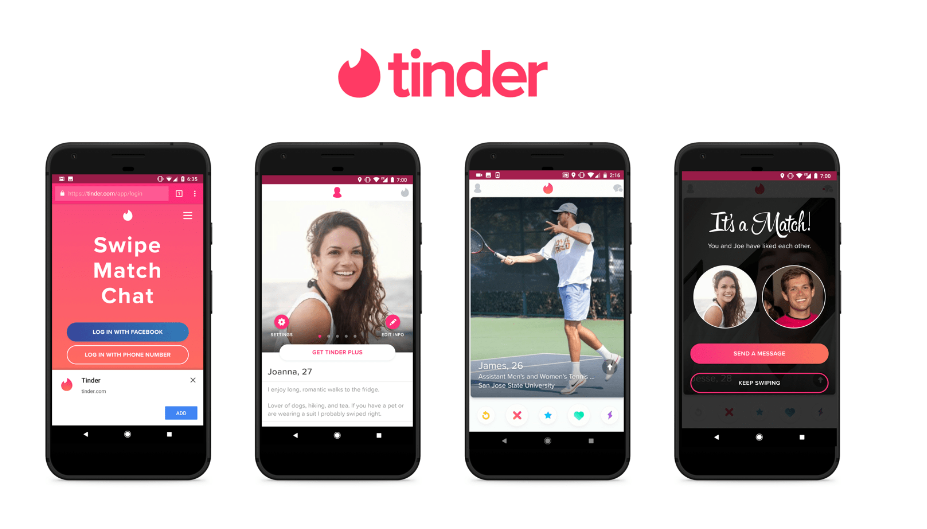 tinder
6:35
https://tinder.com/app/login
1
Swipe
Match
Chat
LOG IN WITH FACEBOOK
LOG IN WITH PHONE NUMBER
Tinder
tinder.com
ADD
7:00
SETTINGS
EDIT INFO
GET TINDER PLUS
Joanna, 27
I enjoy long, romantic walks to the fridge.
Lover of dogs, hiking, and tea. If you have a pet or
are wearing a suit I probably swiped right.
2:16
James, 26
Assistant Men's and Women's Tennis ...
San Jose State University
7:00
It's a Match!
You and Joe have liked each other.
SEND A MESSAGE
KEEP SWIPING